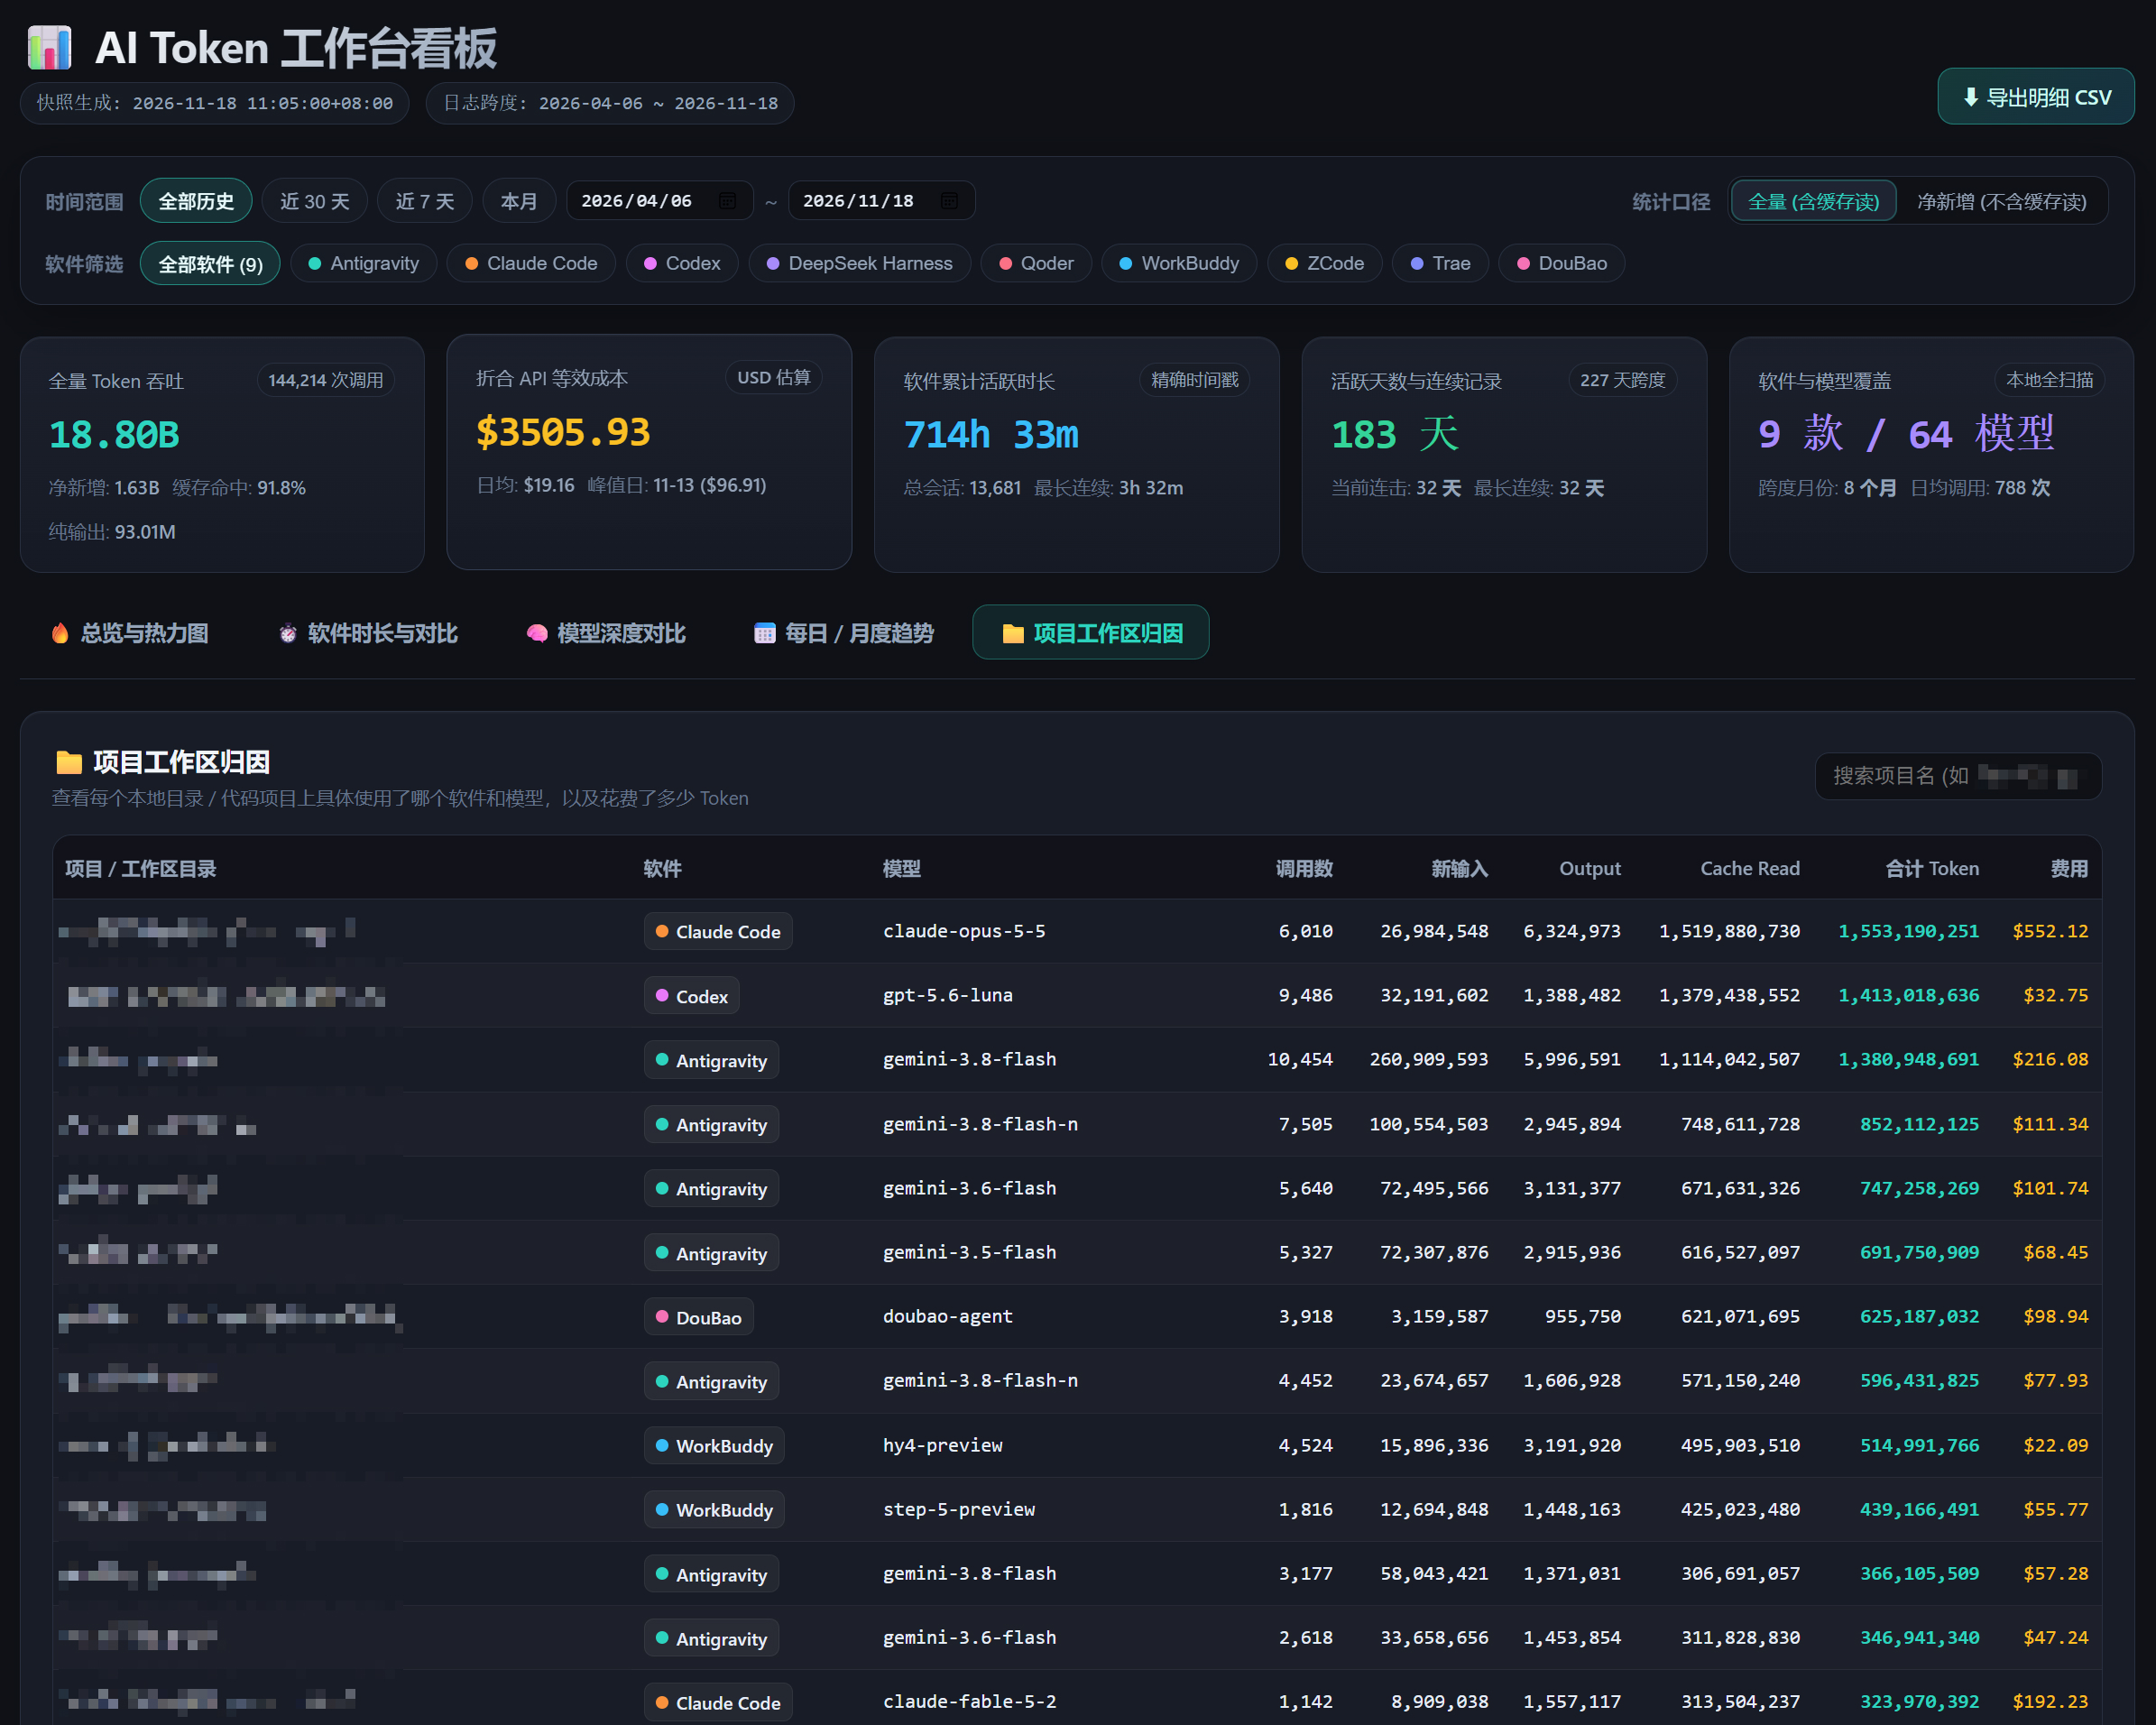 AI Token 工作台看板
快照生成: 2026-11-18 11:05:00+08:00 日志跨度: 2026-04-06 ~ 2026-11-18
⬇ 导出明细 CSV
时间范围 全部历史 近 30 天 近 7 天 本月 2026/04/06 ~ 2026/11/18 统计口径 全量 (含缓存读) 净新增 (不含缓存读)
软件筛选 全部软件 (9) Antigravity Claude Code Codex DeepSeek Harness Qoder WorkBuddy ZCode Trae DouBao
全量 Token 吞吐 144,214 次调用
18.80B
净新增: 1.63B 缓存命中: 91.8%
纯输出: 93.01M
折合 API 等效成本 USD 估算
$3505.93
日均: $19.16 峰值日: 11-13 ($96.91)
软件累计活跃时长 精确时间戳
714h 33m
总会话: 13,681 最长连续: 3h 32m
活跃天数与连续记录 227 天跨度
183 天
当前连击: 32 天 最长连续: 32 天
软件与模型覆盖 本地全扫描
9 款 / 64 模型
跨度月份: 8 个月 日均调用: 788 次
总览与热力图 软件时长与对比 模型深度对比 每日 / 月度趋势 项目工作区归因
项目工作区归因
查看每个本地目录 / 代码项目上具体使用了哪个软件和模型，以及花费了多少 Token
搜索项目名 (如
项目 / 工作区目录 软件 模型 调用数 新输入 Output Cache Read 合计 Token 费用
Claude Code claude-opus-5-5 6,010 26,984,548 6,324,973 1,519,880,730 1,553,190,251 $552.12
Codex gpt-5.6-luna 9,486 32,191,602 1,388,482 1,379,438,552 1,413,018,636 $32.75
Antigravity gemini-3.8-flash 10,454 260,909,593 5,996,591 1,114,042,507 1,380,948,691 $216.08
Antigravity gemini-3.8-flash-n 7,505 100,554,503 2,945,894 748,611,728 852,112,125 $111.34
Antigravity gemini-3.6-flash 5,640 72,495,566 3,131,377 671,631,326 747,258,269 $101.74
Antigravity gemini-3.5-flash 5,327 72,307,876 2,915,936 616,527,097 691,750,909 $68.45
DouBao doubao-agent 3,918 3,159,587 955,750 621,071,695 625,187,032 $98.94
Antigravity gemini-3.8-flash-n 4,452 23,674,657 1,606,928 571,150,240 596,431,825 $77.93
WorkBuddy hy4-preview 4,524 15,896,336 3,191,920 495,903,510 514,991,766 $22.09
WorkBuddy step-5-preview 1,816 12,694,848 1,448,163 425,023,480 439,166,491 $55.77
Antigravity gemini-3.8-flash 3,177 58,043,421 1,371,031 306,691,057 366,105,509 $57.28
Antigravity gemini-3.6-flash 2,618 33,658,656 1,453,854 311,828,830 346,941,340 $47.24
Claude Code claude-fable-5-2 1,142 8,909,038 1,557,117 313,504,237 323,970,392 $192.23